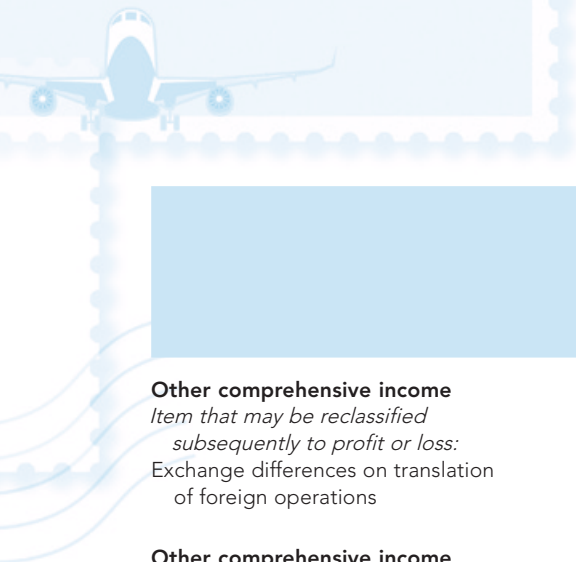 Other comprehensive income
Item that may be reclassified
subsequently to profit or loss:
Exchange differences on translation
of foreign operations
Other comprehensive income